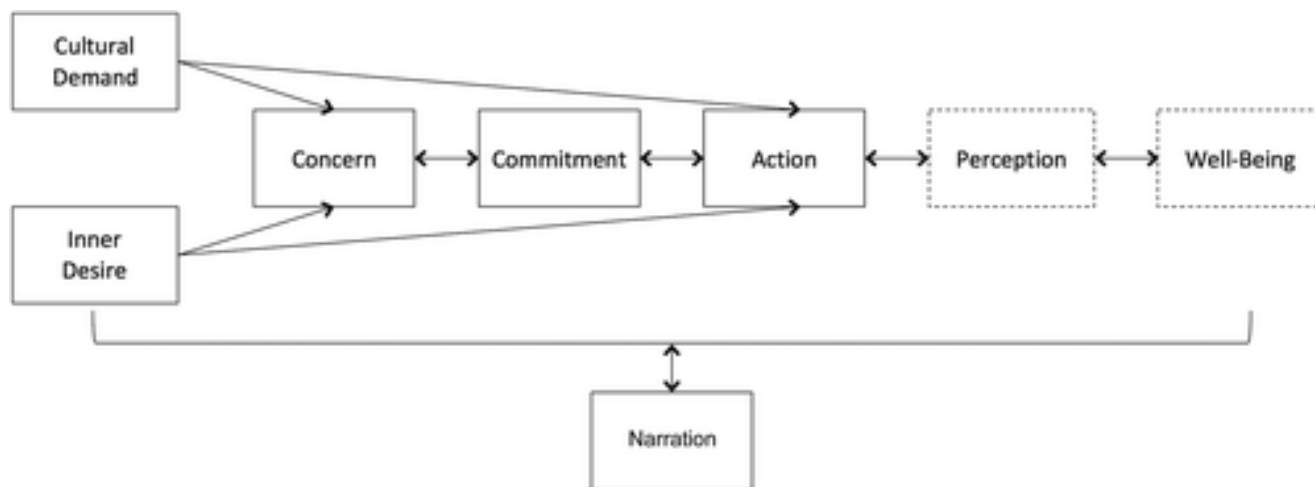 Cultural
Demand
Concern
Commitment
Action
Perception
Well-Being
Inner
Desire
Narration